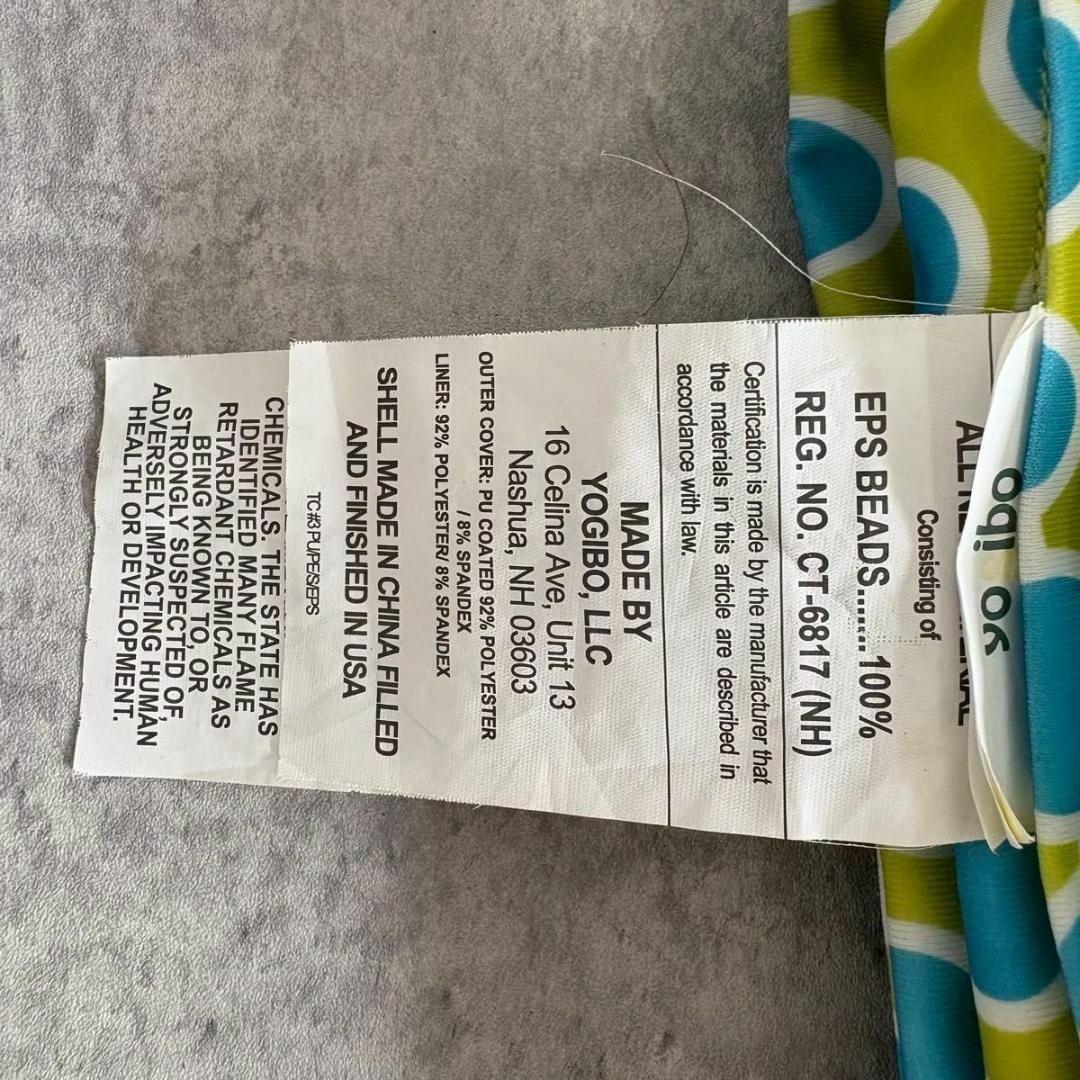 ogibo
ALL
Consisting of
EPS BEADS.......100%
REG. NO. CT-6817 (NH)
Certification is made by the manufacturer that
the materials in this article are described in
accordance with law.
MADE BY
YOGIBO, LLC
16 Celina Ave, Unit 13
Nashua, NH 03603
OUTER COVER: PU COATED 92% POLYESTER
/ 8% SPANDEX
LINER: 92% POLYESTER/ 8% SPANDEX
SHELL MADE IN CHINA FILLED
AND FINISHED IN USA
TC #3 PU/PE/S/EPS
CHEMICALS. THE STATE HAS
IDENTIFIED MANY FLAME
RETARDANT CHEMICALS AS
BEING KNOWN TO, OR
STRONGLY SUSPECTED OF,
ADVERSELY IMPACTING HUMAN
HEALTH OR DEVELOPMENT.